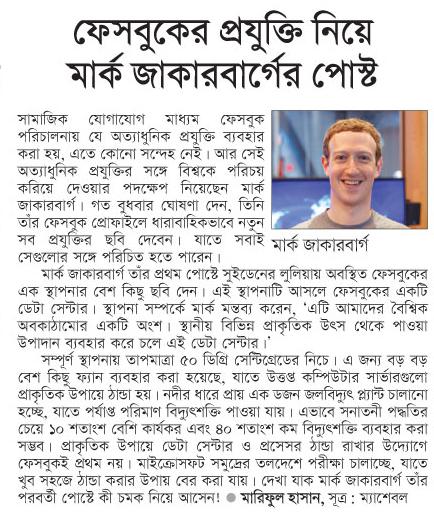 ফেসবুকের প্রযুক্তি নিয়ে
মার্ক জাকারবার্গের পোস্ট
সামাজিক যোগাযোগ মাধ্যম ফেসবুক
পরিচালনায় যে অত্যাধুনিক প্রযুক্তি ব্যবহার
করা হয়, এতে কোনো সন্দেহ নেই। আর সেই
অত্যাধুনিক প্রযুক্তির সঙ্গে বিশ্বকে পরিচয়
করিয়ে দেওয়ার পদক্ষেপ নিয়েছেন মার্ক
জাকারবার্গ। গত বুধবার ঘোষণা দেন, তিনি
তাঁর ফেসবুক প্রোফাইলে ধারাবাহিকভাবে নতুন
সব প্রযুক্তির ছবি দেবেন। যাতে সবাই
সেগুলোর সঙ্গে পরিচিত হতে পারেন।
মার্ক জাকারবার্গ
মার্ক জাকারবার্গ তাঁর প্রথম পোস্টে সুইডেনের লুলিয়ায় অবস্থিত ফেসবুকের
এক স্থাপনার বেশ কিছু ছবি দেন। এই স্থাপনাটি আসলে ফেসবুকের একটি
ডেটা সেন্টার। স্থাপনা সম্পর্কে মার্ক মন্তব্য করেন, ‘এটি আমাদের বৈশ্বিক
অবকাঠামোর একটি অংশ। স্থানীয় বিভিন্ন প্রাকৃতিক উৎস থেকে পাওয়া
উপাদান ব্যবহার করে চলে এই ডেটা সেন্টার।’
সম্পূর্ণ স্থাপনায় তাপমাত্রা ৫০ ডিগ্রি সেন্টিগ্রেডের নিচে। এ জন্য বড় বড়
বেশ কিছু ফ্যান ব্যবহার করা হয়েছে, যাতে উত্তপ্ত কম্পিউটার সার্ভারগুলো
প্রাকৃতিক উপায়ে ঠান্ডা হয়। নদীর ধারে প্রায় এক ডজন জলবিদ্যুৎ প্ল্যান্ট চালানো
হচ্ছে, যাতে পর্যাপ্ত পরিমাণ বিদ্যুৎশক্তি পাওয়া যায়। এভাবে সনাতনী পদ্ধতির
চেয়ে ১০ শতাংশ বেশি কার্যকর এবং ৪০ শতাংশ কম বিদ্যুৎশক্তি ব্যবহার করা
সম্ভব। প্রাকৃতিক উপায়ে ডেটা সেন্টার ও প্রসেসর ঠান্ডা রাখার উদ্যোগে
ফেসবুকই প্রথম নয়। মাইক্রোসফট সমুদ্রের তলদেশে পরীক্ষা চালাচ্ছে, যাতে
খুব সহজে ঠান্ডা করার উপায় বের করা যায়। দেখা যাক মার্ক জাকারবার্গ তাঁর
পরবর্তী পোস্টে কী চমক নিয়ে আসেন! ● মারিফুল হাসান, সূত্র : ম্যাশেবল